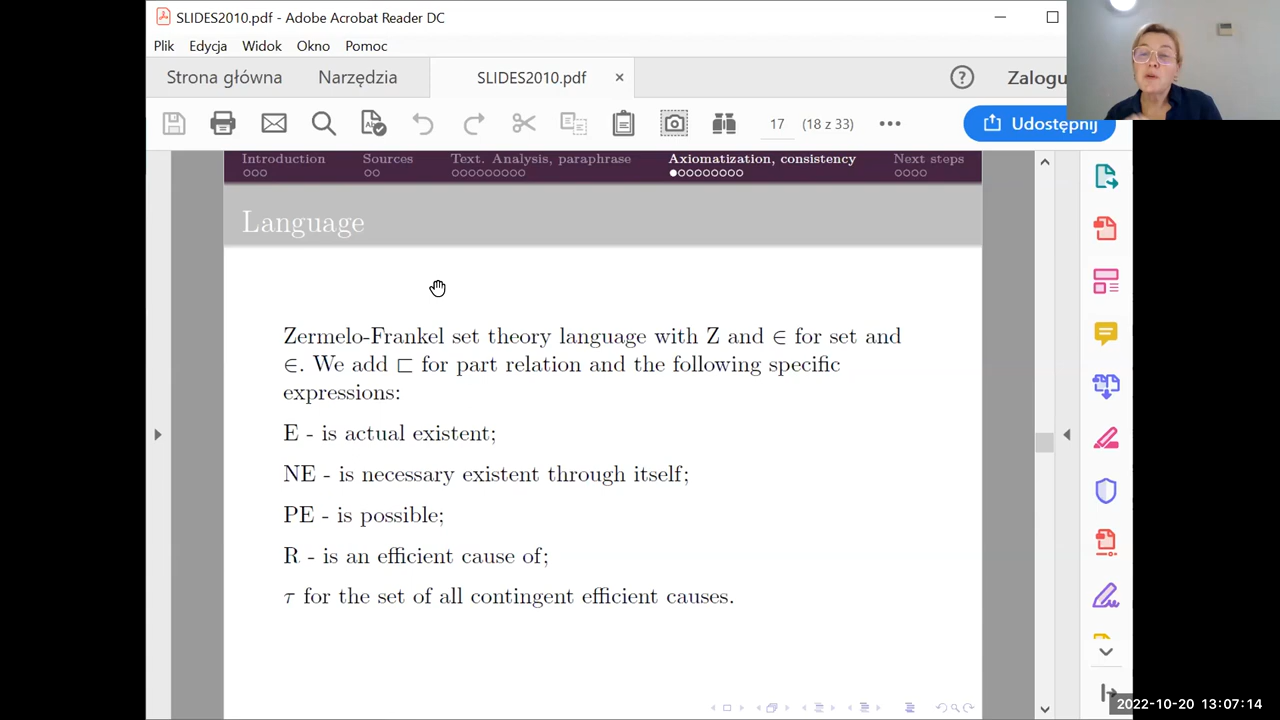 SLIDES2010.pdf - Adobe Acrobat Reader DC
Plik Edycja Widok Okno Pomoc
Strona główna Narzędzia SLIDES2010.pdf × ? Zalogu
17 (18 z 33) Udostępnij
Introduction Sources Text. Analysis, paraphrase Axiomatization, consistency Next steps
Language
Zermelo-Frankel set theory language with Z and ∈ for set and
∈. We add ⊏ for part relation and the following specific
expressions:
E - is actual existent;
NE - is necessary existent through itself;
PE - is possible;
R - is an efficient cause of;
τ for the set of all contingent efficient causes.
2022-10-20 13:07:14